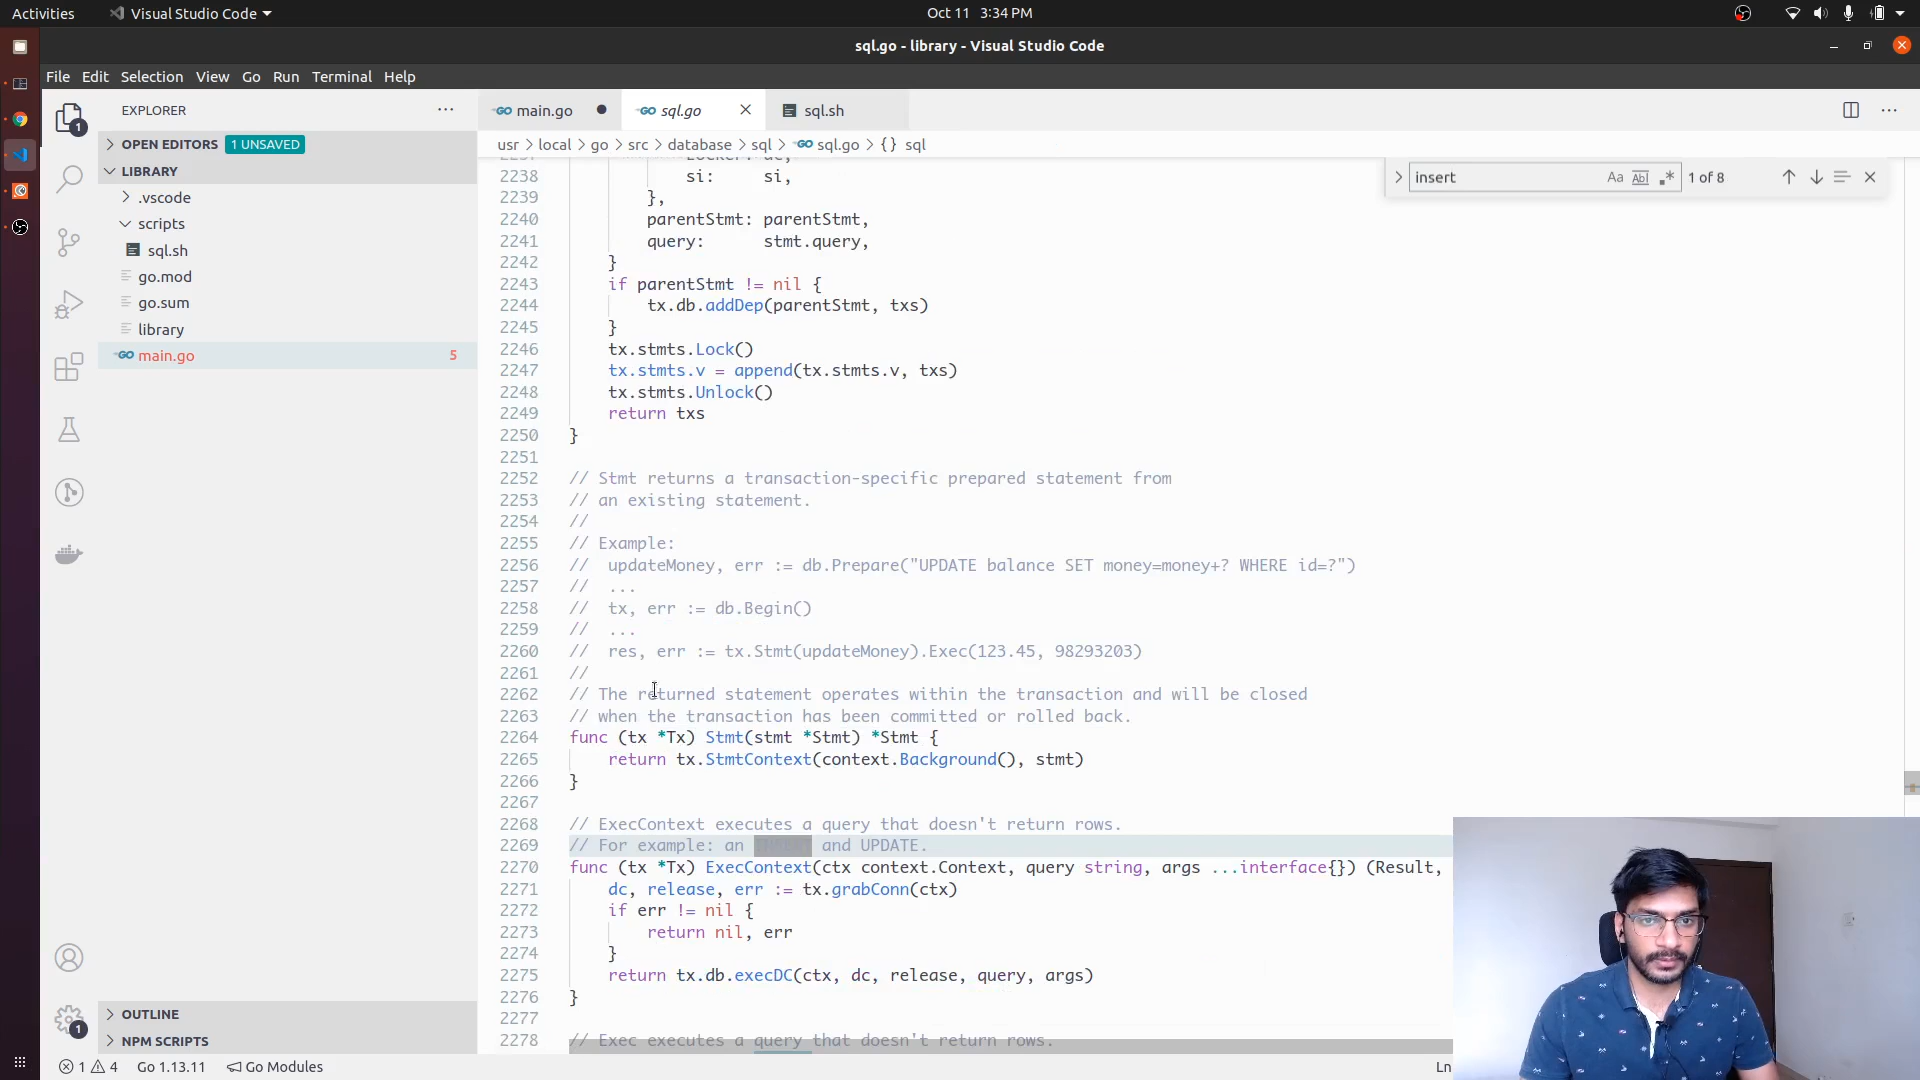 Activities
Visual Studio Code
Oct 11 3:34 PM
sql.go - library - Visual Studio Code
File Edit Selection View Go Run Terminal Help
EXPLORER
OPEN EDITORS 1 UNSAVED
LIBRARY
.vscode
scripts
sql.sh
go.mod
go.sum
library
main.go 5
OUTLINE
NPM SCRIPTS
main.go
sql.go
sql.sh
usr > local > go > src > database > sql > sql.go > {} sql
insert
Aa Abl .* 1 of 8
2238 si: si,
2239 },
2240 parentStmt: parentStmt,
2241 query: stmt.query,
2242 }
2243 if parentStmt != nil {
2244 tx.db.addDep(parentStmt, txs)
2245 }
2246 tx.stmts.Lock()
2247 tx.stmts.v = append(tx.stmts.v, txs)
2248 tx.stmts.Unlock()
2249 return txs
2250 }
2251
2252 // Stmt returns a transaction-specific prepared statement from
2253 // an existing statement.
2254 //
2255 // Example:
2256 // updateMoney, err := db.Prepare("UPDATE balance SET money=money+? WHERE id=?")
2257 // ...
2258 // tx, err := db.Begin()
2259 // ...
2260 // res, err := tx.Stmt(updateMoney).Exec(123.45, 98293203)
2261 //
2262 // The returned statement operates within the transaction and will be closed
2263 // when the transaction has been committed or rolled back.
2264 func (tx *Tx) Stmt(stmt *Stmt) *Stmt {
2265 return tx.StmtContext(context.Background(), stmt)
2266 }
2267
2268 // ExecContext executes a query that doesn't return rows.
2269 // For example: an and UPDATE.
2270 func (tx *Tx) ExecContext(ctx context.Context, query string, args ...interface{}) (Result,
2271 dc, release, err := tx.grabConn(ctx)
2272 if err != nil {
2273 return nil, err
2274 }
2275 return tx.db.execDC(ctx, dc, release, query, args)
2276 }
2277
2278 // Exec executes a query that doesn't return rows.
1 4 Go 1.13.11 Go Modules
Ln